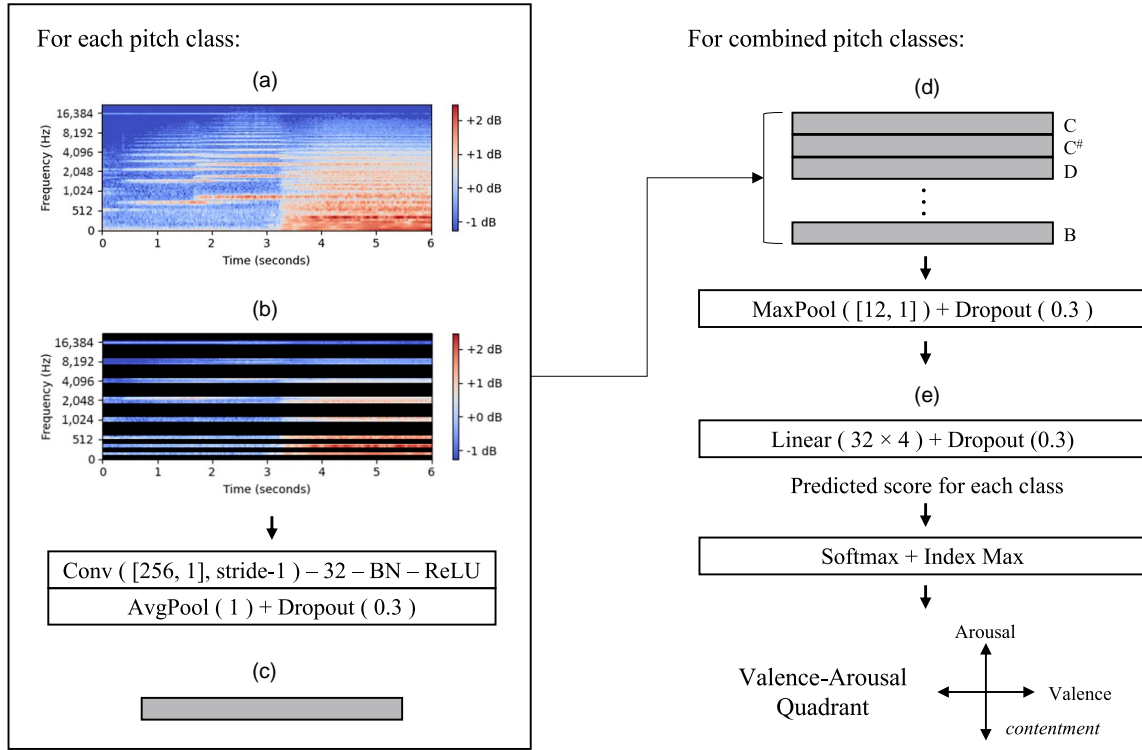 For each pitch class:
(a)
Frequency (Hz)
16,384
8,192
4,096
2,048
1,024
512
0
0 1 2 3 4 5 6
Time (seconds)
+2 dB
+1 dB
+0 dB
-1 dB
(b)
Frequency (Hz)
16,384
8,192
4,096
2,048
1,024
512
0
0 1 2 3 4 5 6
Time (seconds)
+2 dB
+1 dB
+0 dB
-1 dB
Conv ( [256, 1], stride-1 ) – 32 – BN – ReLU
AvgPool ( 1 ) + Dropout ( 0.3 )
(c)
For combined pitch classes:
(d)
C
C#
D
B
MaxPool ( [12, 1] ) + Dropout ( 0.3 )
(e)
Linear ( 32 × 4 ) + Dropout (0.3)
Predicted score for each class
Softmax + Index Max
Valence-Arousal
Quadrant
Arousal
Valence
contentment